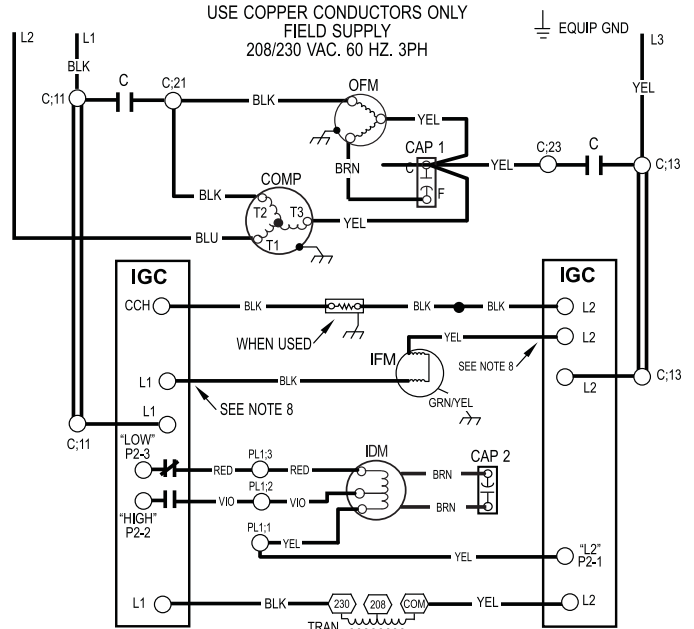 USE COPPER CONDUCTORS ONLY
FIELD SUPPLY
208/230 VAC. 60 HZ. 3PH
EQUIP GND
L2
L1
L3
BLK
YEL
C
C;21
C;11
BLK
OFM
YEL
CAP 1
C
YEL
C;23
C
C;13
BRN
F
COMP
BLK
T2
T3
T1
YEL
BLU
IGC
IGC
CCH
BLK
BLK
BLK
L2
WHEN USED
YEL
L2
IFM
SEE NOTE 8
L1
BLK
L2
C;13
SEE NOTE 8
GRN/YEL
L1
C;11
"LOW"
P2-3
RED
PL1;3
RED
IDM
BRN
CAP 2
"HIGH"
P2-2
VIO
PL1;2
VIO
BRN
PL1;1
YEL
YEL
"L2"
P2-1
L1
BLK
230
208
COM
YEL
L2
TRAN